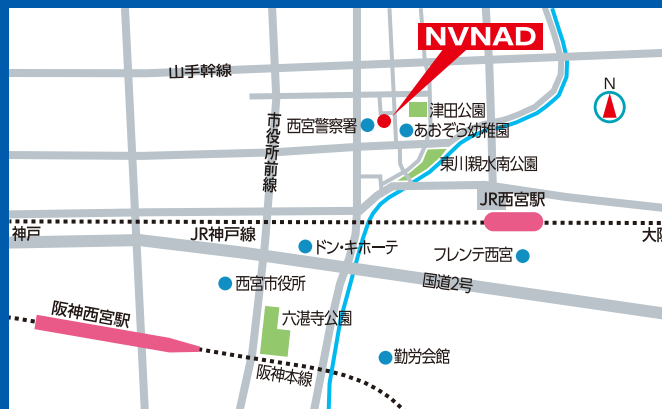 NVNAD
山手幹線
N
津田公園
西宮警察署
あおぞら幼稚園
市役所前線
東川親水南公園
JR西宮駅
神戸
JR神戸線
大阪
ドン・キホーテ
フレンテ西宮
西宮市役所
国道2号
阪神西宮駅
六湛寺公園
勤労会館
阪神本線